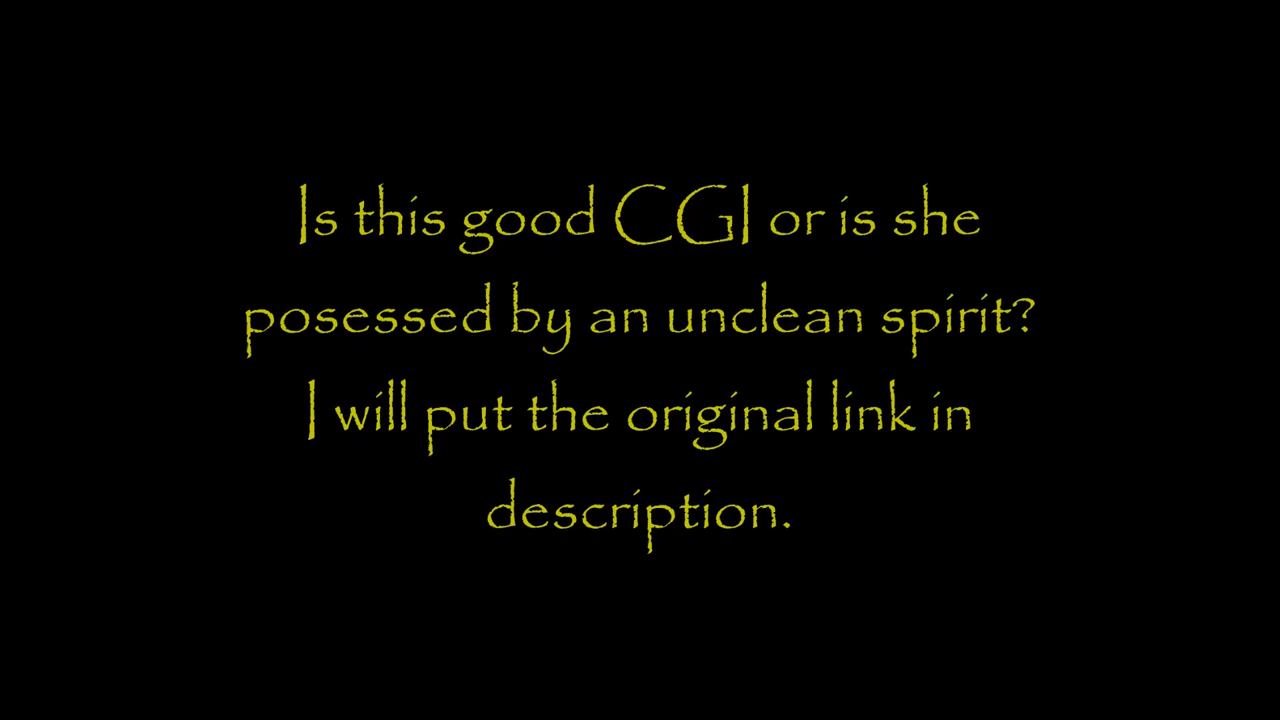 Is this good CGI or is she
posessed by an unclean spirit?
I will put the original link in
description.